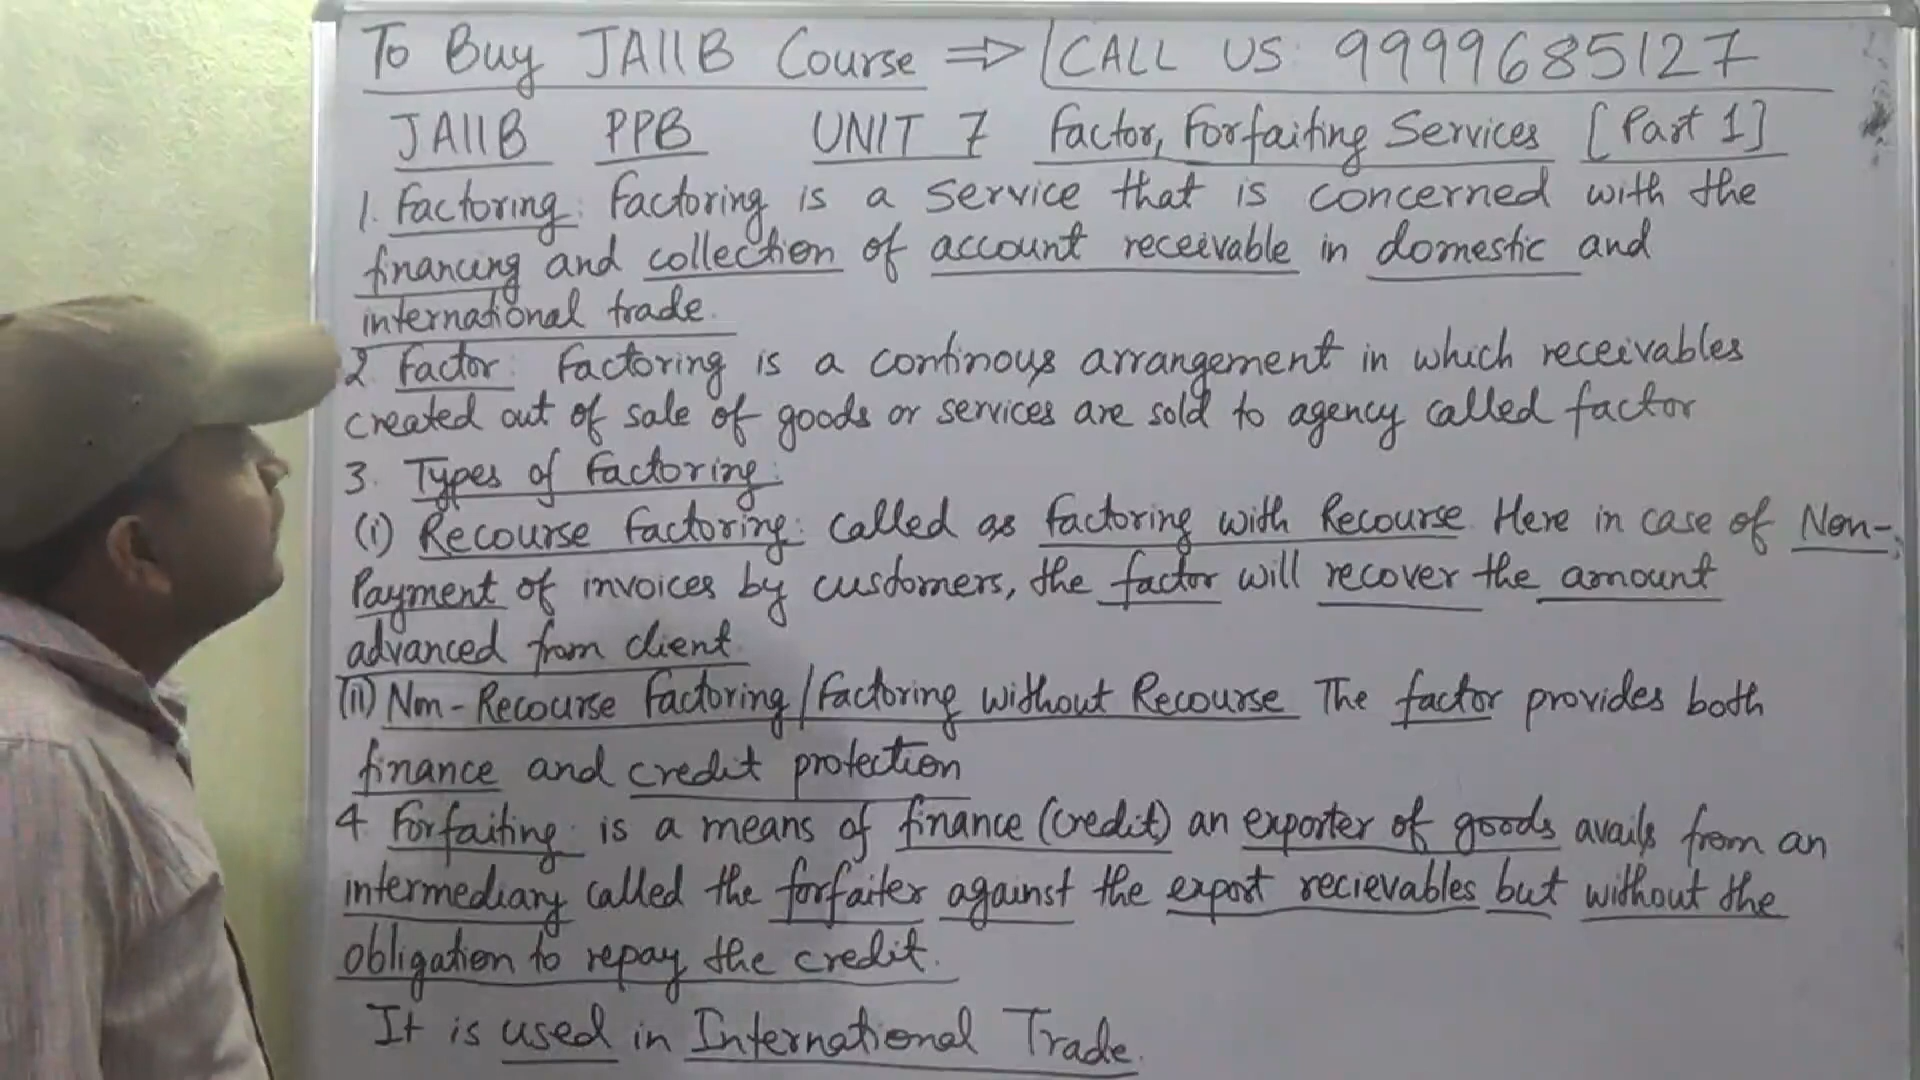 To Buy JAIIB Course ⇒ CALL US: 9999685127
JAIIB PPB UNIT 7 Factor, Forfaiting Services [Part 1]
1. Factoring: Factoring is a service that is concerned with the
financing and collection of account receivable in domestic and
international trade.
2. Factor: Factoring is a continous arrangement in which receivables
created out of sale of goods or services are sold to agency called factor
3. Types of Factoring:
(i) Recourse Factoring: called as factoring with Recourse. Here in case of Non-
Payment of invoices by customers, the factor will recover the amount
advanced from client.
(ii) Non-Recourse Factoring/Factoring without Recourse The factor provides both
finance and credit protection
4. Forfaiting: is a means of finance (credit) an exporter of goods avails from an
intermediary called the forfaiter against the export recievables but without the
obligation to repay the credit.
It is used in International Trade.